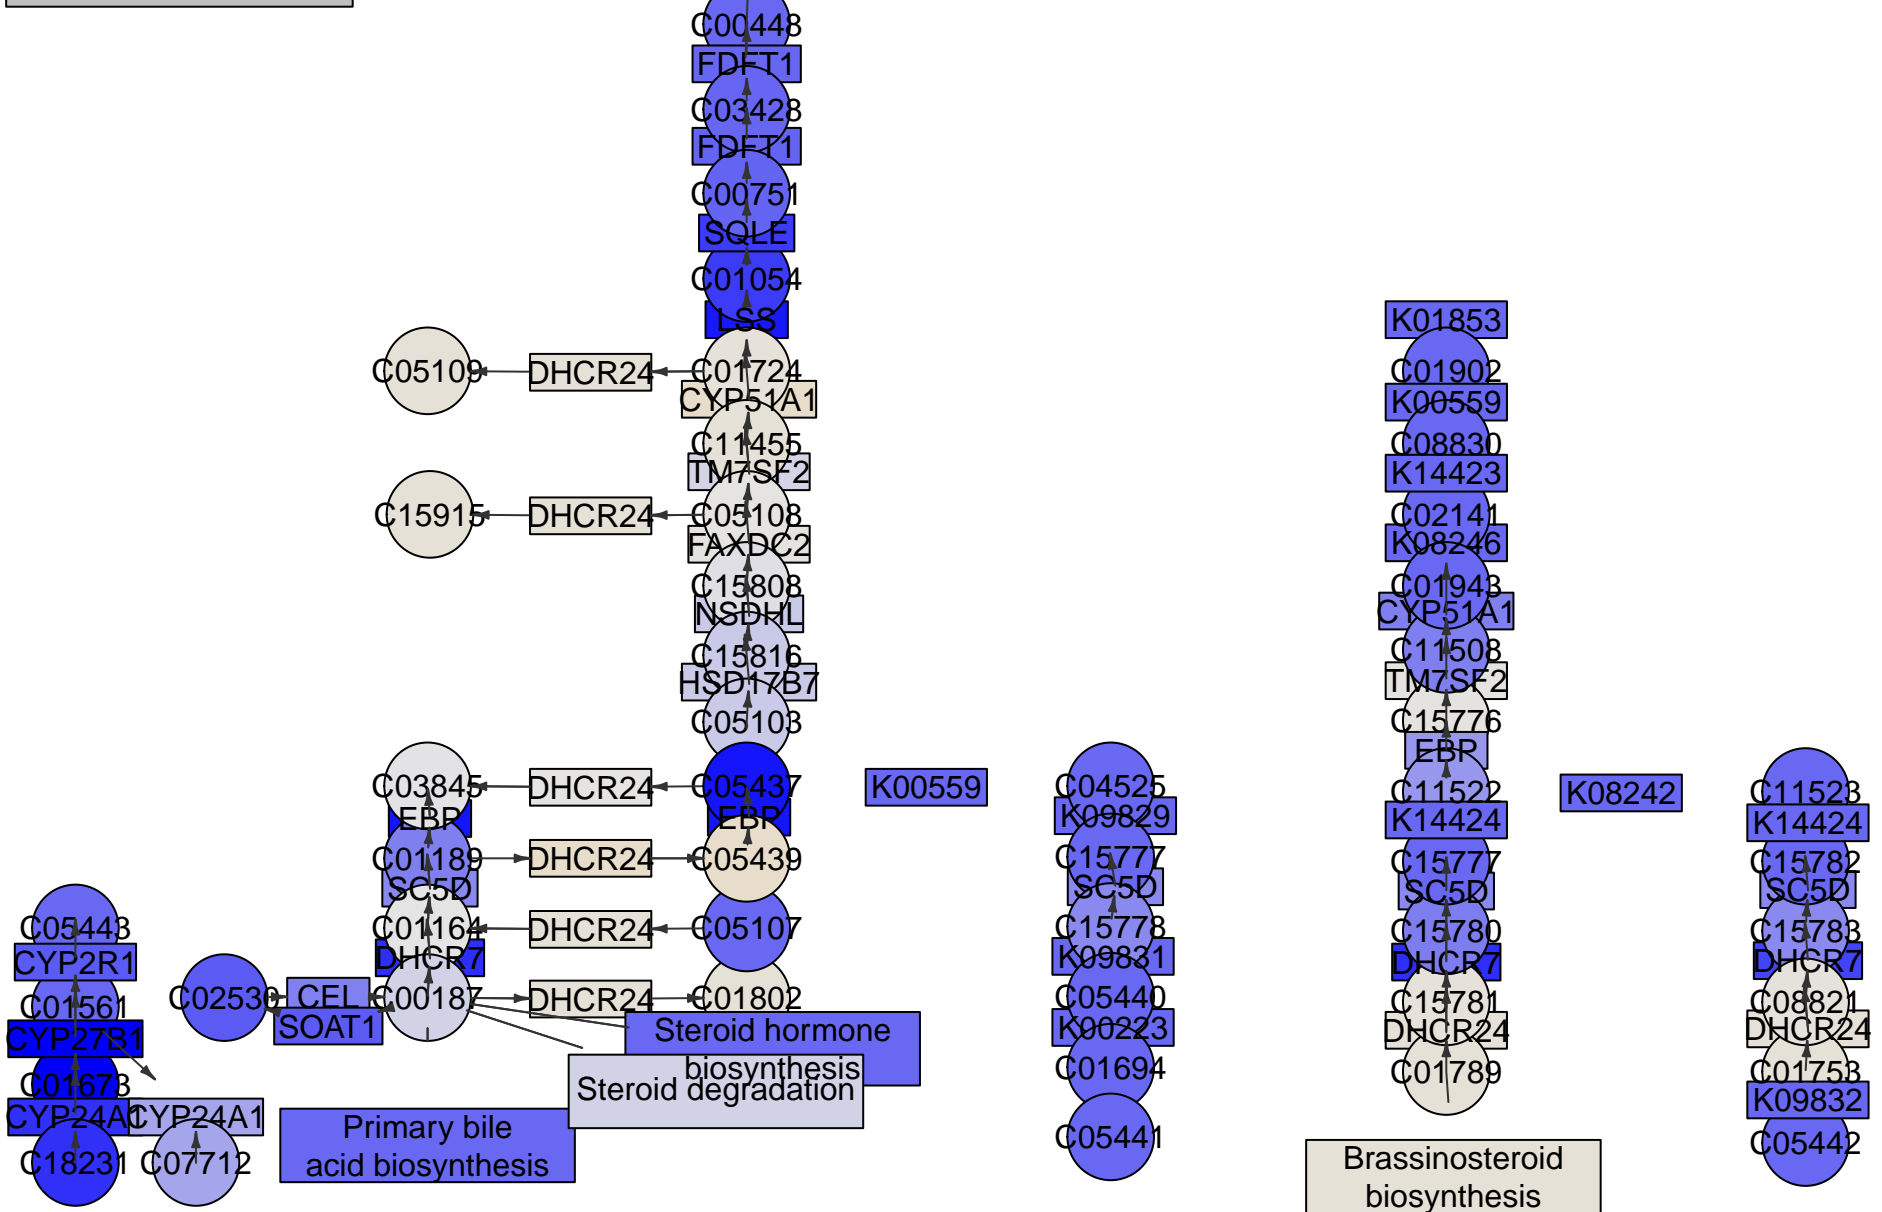 C00448
FDFT1
C03428
FDFT1
C00751
SQLE
C01054
LSS
C05109
DHCR24
C01724
CYP51A1
C11455
TM7SF2
C15915
DHCR24
C05108
FAXDC2
C15808
NSDHL
C15816
HSD17B7
C05103
C03845
DHCR24
C05437
EBP
EBP
C01189
DHCR24
C05439
SC5D
C01164
DHCR24
C05107
DHCR7
C02530
CEL
SOAT1
C00187
DHCR24
C01802
C05443
CYP2R1
C01561
CYP27B1
C01673
CYP24A1
CYP24A1
C18231
C07712
Steroid hormone
biosynthesis
Steroid degradation
Primary bile
acid biosynthesis
K00559
C04525
K09829
C15777
SC5D
C15778
K09831
C05440
K00223
C01694
C05441
K01853
C01902
K00559
C08830
K14423
C02141
K08246
C01943
CYP51A1
C11508
TM7SF2
C15776
EBP
C11522
K14424
C15777
SC5D
C15780
DHCR7
C15781
DHCR24
C01789
Brassinosteroid
biosynthesis
K08242
C11523
K14424
C15782
SC5D
C15783
DHCR7
C08821
DHCR24
C01753
K09832
C05442